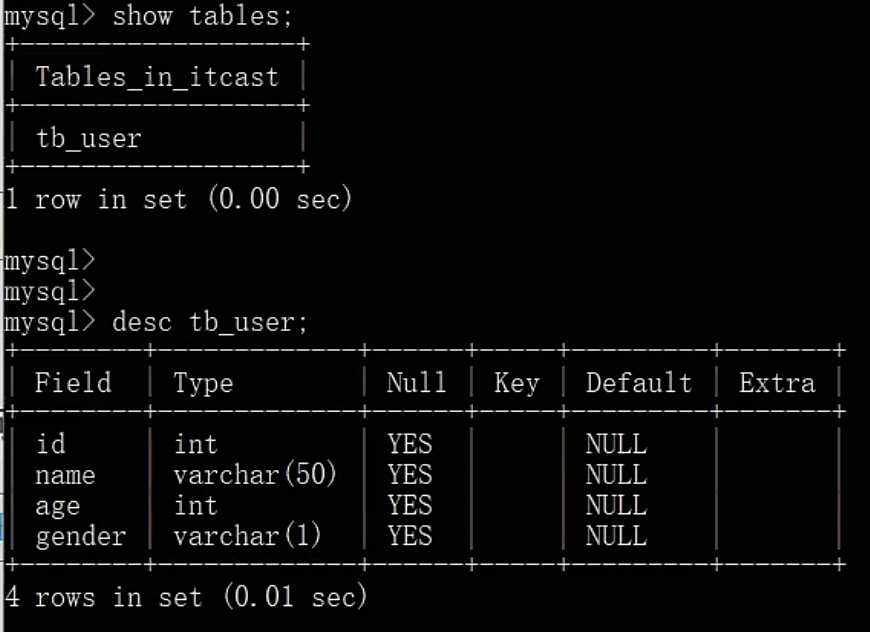 mysql> show tables;
+------------------+
| Tables_in_itcast |
+------------------+
| tb_user          |
+------------------+
1 row in set (0.00 sec)
mysql>
mysql>
mysql> desc tb_user;
+--------+-------------+------+-----+---------+-------+
| Field  | Type        | Null | Key | Default | Extra |
+--------+-------------+------+-----+---------+-------+
| id     | int         | YES  |     | NULL    |       |
| name   | varchar(50) | YES  |     | NULL    |       |
| age    | int         | YES  |     | NULL    |       |
| gender | varchar(1)  | YES  |     | NULL    |       |
+--------+-------------+------+-----+---------+-------+
4 rows in set (0.01 sec)